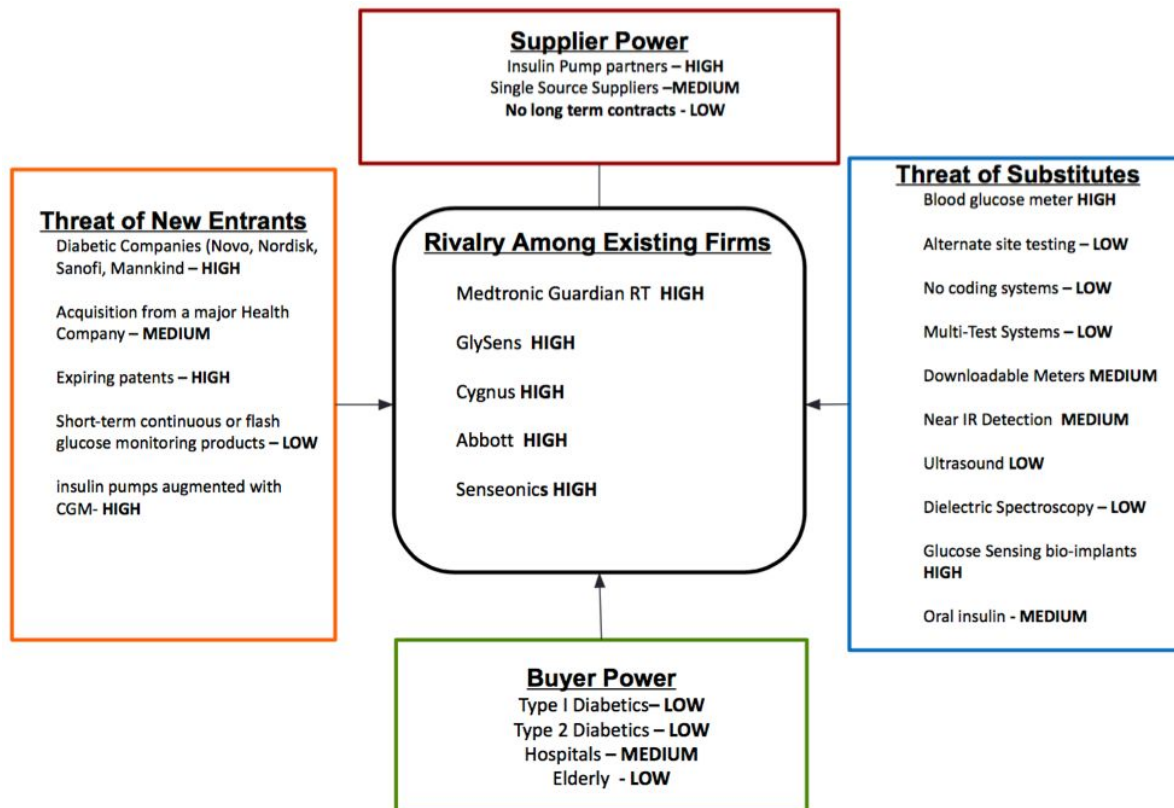 Supplier Power
Insulin Pump partners – HIGH
Single Source Suppliers –MEDIUM
No long term contracts - LOW
Threat of New Entrants
Diabetic Companies (Novo, Nordisk,
Sanofi, Mannkind – HIGH
Acquisition from a major Health
Company – MEDIUM
Expiring patents – HIGH
Short-term continuous or flash
glucose monitoring products – LOW
insulin pumps augmented with
CGM- HIGH
Rivalry Among Existing Firms
Medtronic Guardian RT HIGH
GlySens HIGH
Cygnus HIGH
Abbott HIGH
Senseonics HIGH
Threat of Substitutes
Blood glucose meter HIGH
Alternate site testing – LOW
No coding systems – LOW
Multi-Test Systems – LOW
Downloadable Meters MEDIUM
Near IR Detection MEDIUM
Ultrasound LOW
Dielectric Spectroscopy – LOW
Glucose Sensing bio-implants
HIGH
Oral insulin - MEDIUM
Buyer Power
Type I Diabetics– LOW
Type 2 Diabetics – LOW
Hospitals – MEDIUM
Elderly - LOW